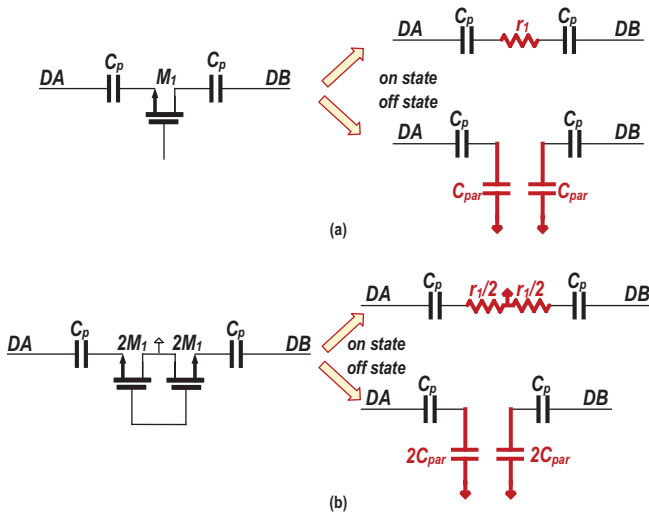 Cp r1 Cp
DA DB
Cp M1 Cp
DA DB
on state
off state
Cp Cp
DA DB
Cpar Cpar
(a)
r1/2 r1/2
DA Cp Cp DB
Cp 2M1 2M1 Cp
DA DB
on state
off state
Cp Cp
DA DB
2Cpar 2Cpar
(b)